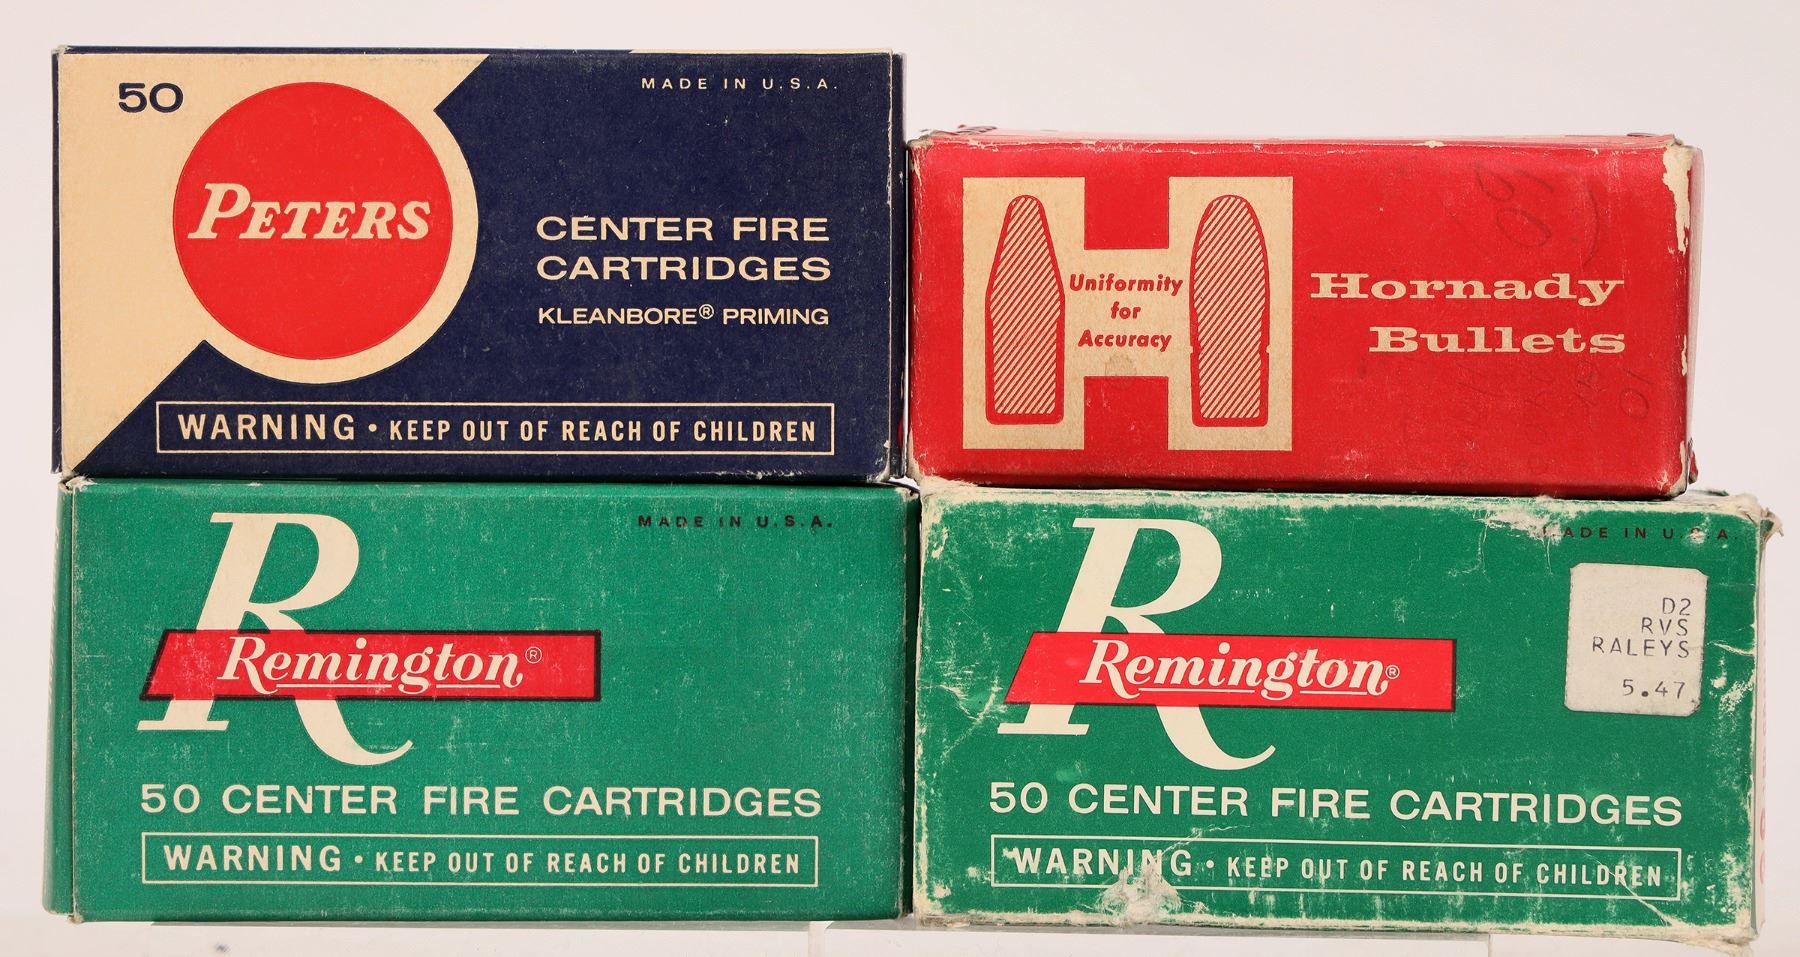 50
MADE IN U.S.A.
PETERS
CENTER FIRE
CARTRIDGES
KLEANBORE® PRIMING
WARNING • KEEP OUT OF REACH OF CHILDREN
Uniformity
for
Accuracy
Hornady
Bullets
MADE IN U.S.A.
R
Remington®
50 CENTER FIRE CARTRIDGES
WARNING • KEEP OUT OF REACH OF CHILDREN
ADE IN U.S.A.
D2
RVS
RALEYS
5.47
R
Remington®
50 CENTER FIRE CARTRIDGES
WARNING • KEEP OUT OF REACH OF CHILDREN